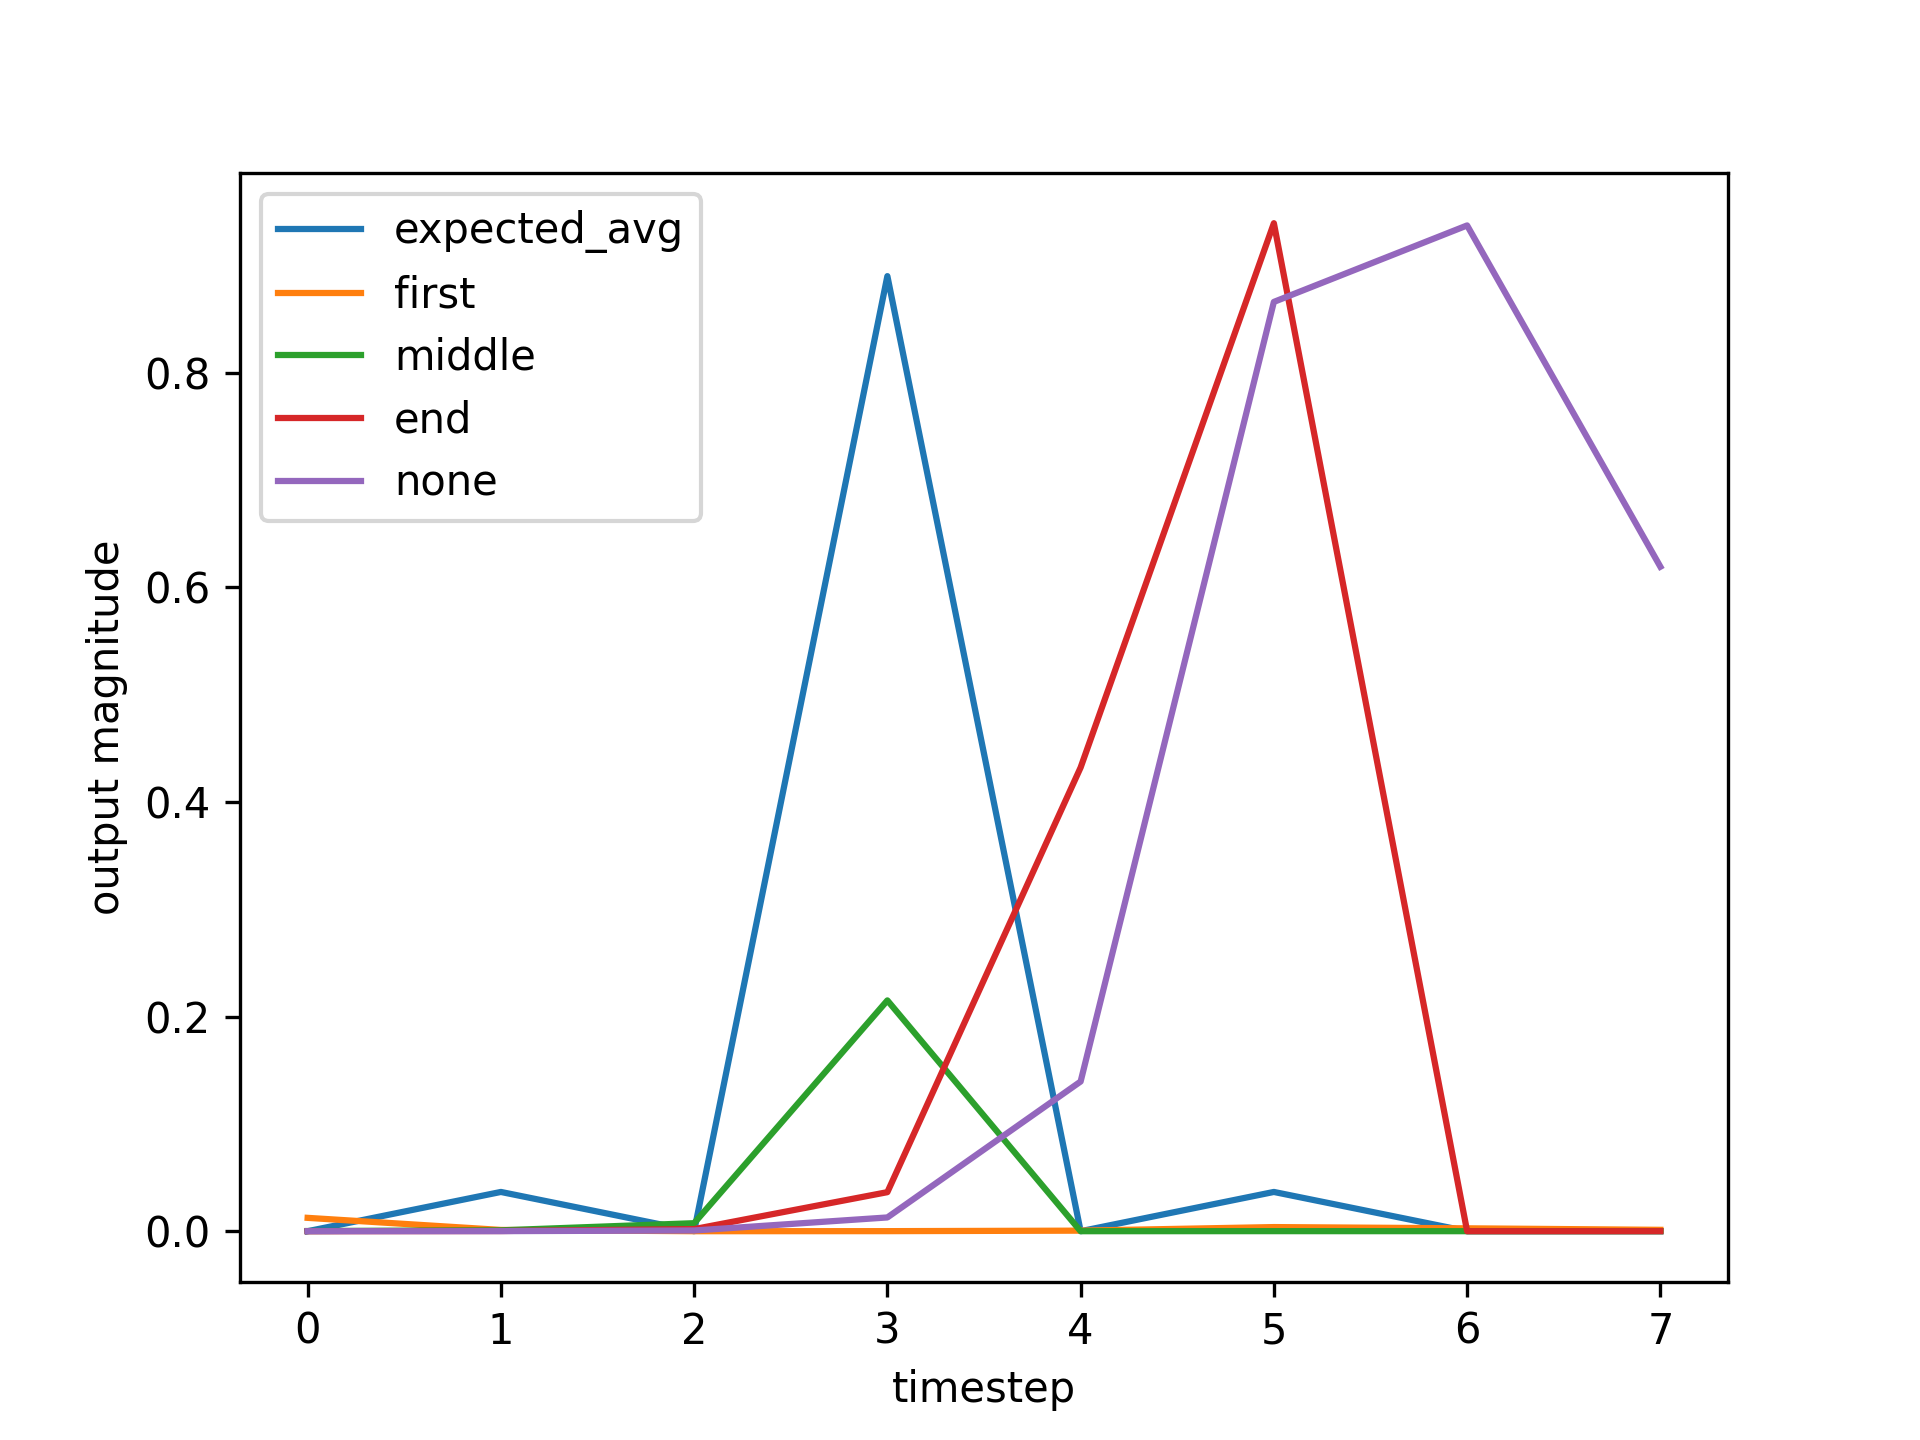 expected_avg
first
middle
end
none
output magnitude
0.8
0.6
0.4
0.2
0.0
0 1 2 3 4 5 6 7
timestep